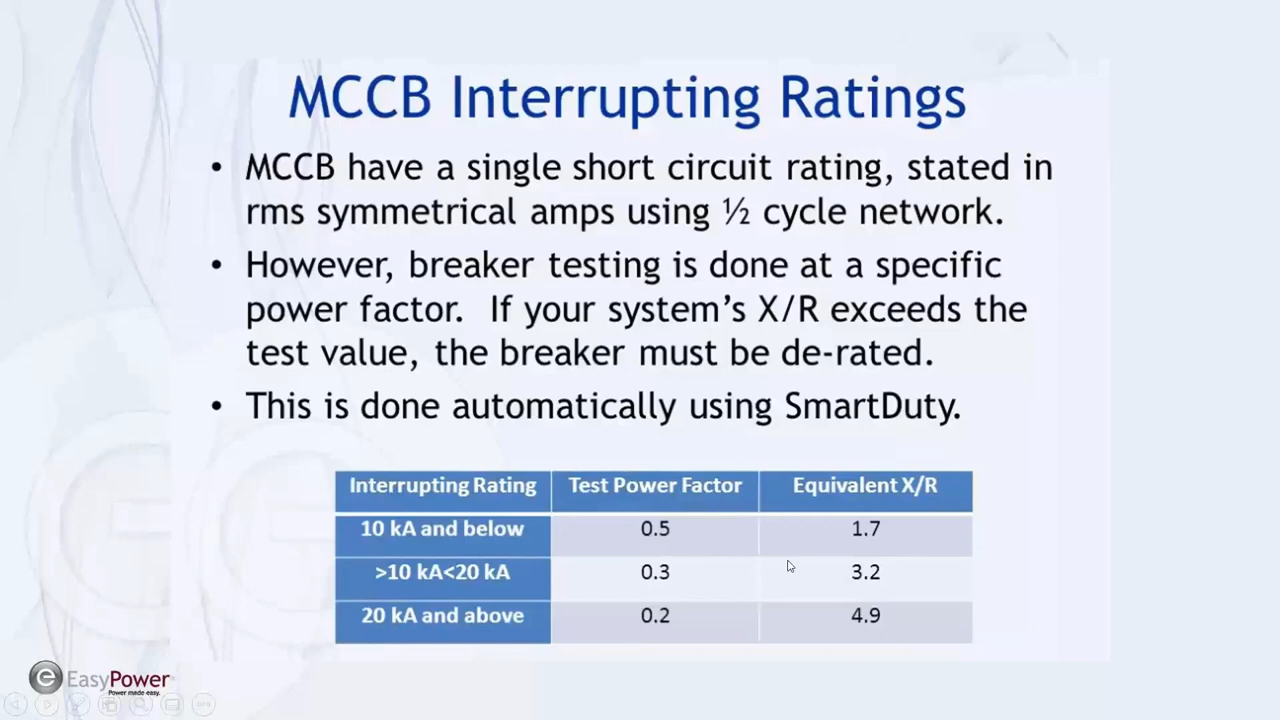 MCCB Interrupting Ratings
• MCCB have a single short circuit rating, stated in
rms symmetrical amps using ½ cycle network.
• However, breaker testing is done at a specific
power factor.  If your system's X/R exceeds the
test value, the breaker must be de-rated.
• This is done automatically using SmartDuty.
Interrupting Rating Test Power Factor Equivalent X/R
10 kA and below 0.5 1.7
>10 kA<20 kA 0.3 3.2
20 kA and above 0.2 4.9
EasyPower
Power made easy.